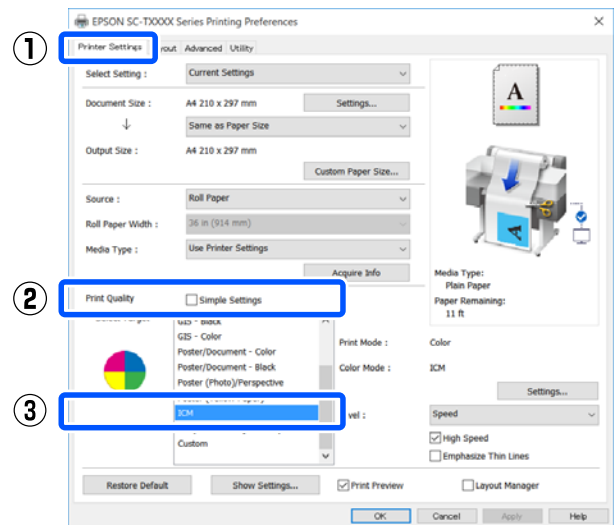 EPSON SC-TXXXX Series Printing Preferences
①
Printer Settings out Advanced Utility
Select Setting : Current Settings
Document Size : A4 210 x 297 mm Settings...
Same as Paper Size
Output Size : A4 210 x 297 mm
Custom Paper Size...
Source : Roll Paper
Roll Paper Width : 36 in (914 mm)
Media Type : Use Printer Settings
Acquire Info
A
Media Type:
Plain Paper
Paper Remaining:
11 ft
②
Print Quality Simple Settings
GIS - Black
GIS - Color
Poster/Document - Color
Poster/Document - Black
Poster (Photo)/Perspective
③
ICM
Custom
Print Mode : Color
Color Mode : ICM
Settings...
vel : Speed
High Speed
Emphasize Thin Lines
Restore Default Show Settings... Print Preview Layout Manager
OK Cancel Apply Help